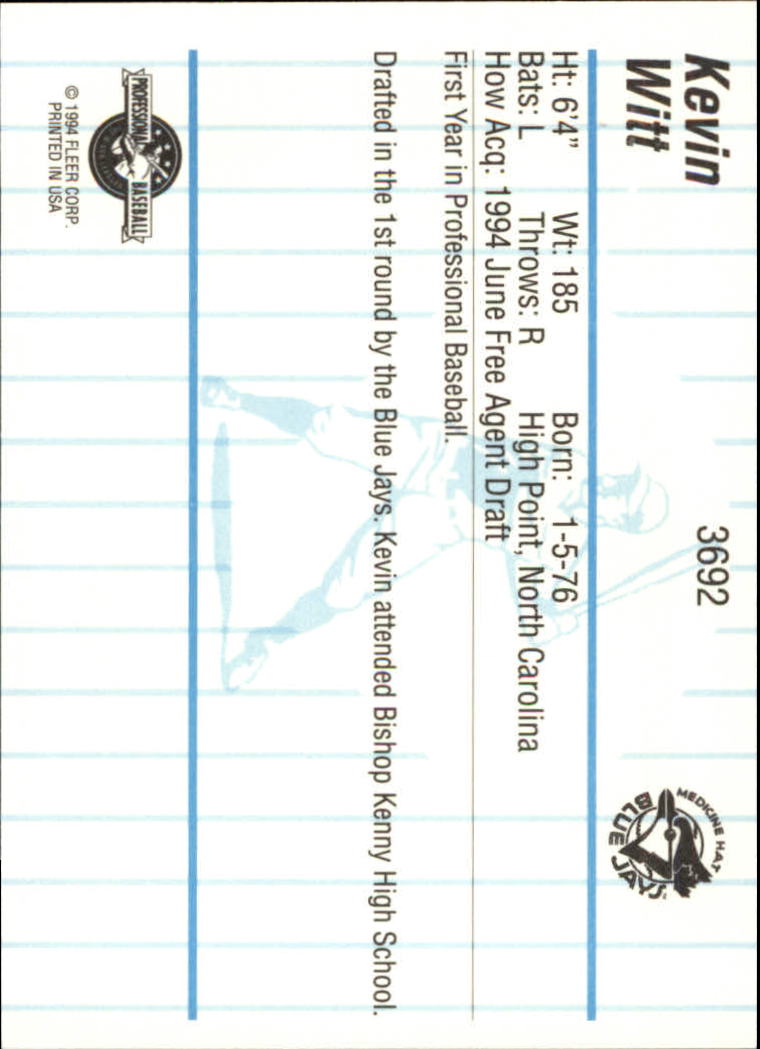 Kevin
Witt
3692
MEDICINE HAT
BLUE JAYS
Ht: 6'4" Wt: 185 Born: 1-5-76
Bats: L Throws: R High Point, North Carolina
How Acq: 1994 June Free Agent Draft
First Year in Professional Baseball.
Drafted in the 1st round by the Blue Jays. Kevin attended Bishop Kenny High School.
PROFESSIONAL BASEBALL
© 1994 FLEER CORP.
PRINTED IN USA